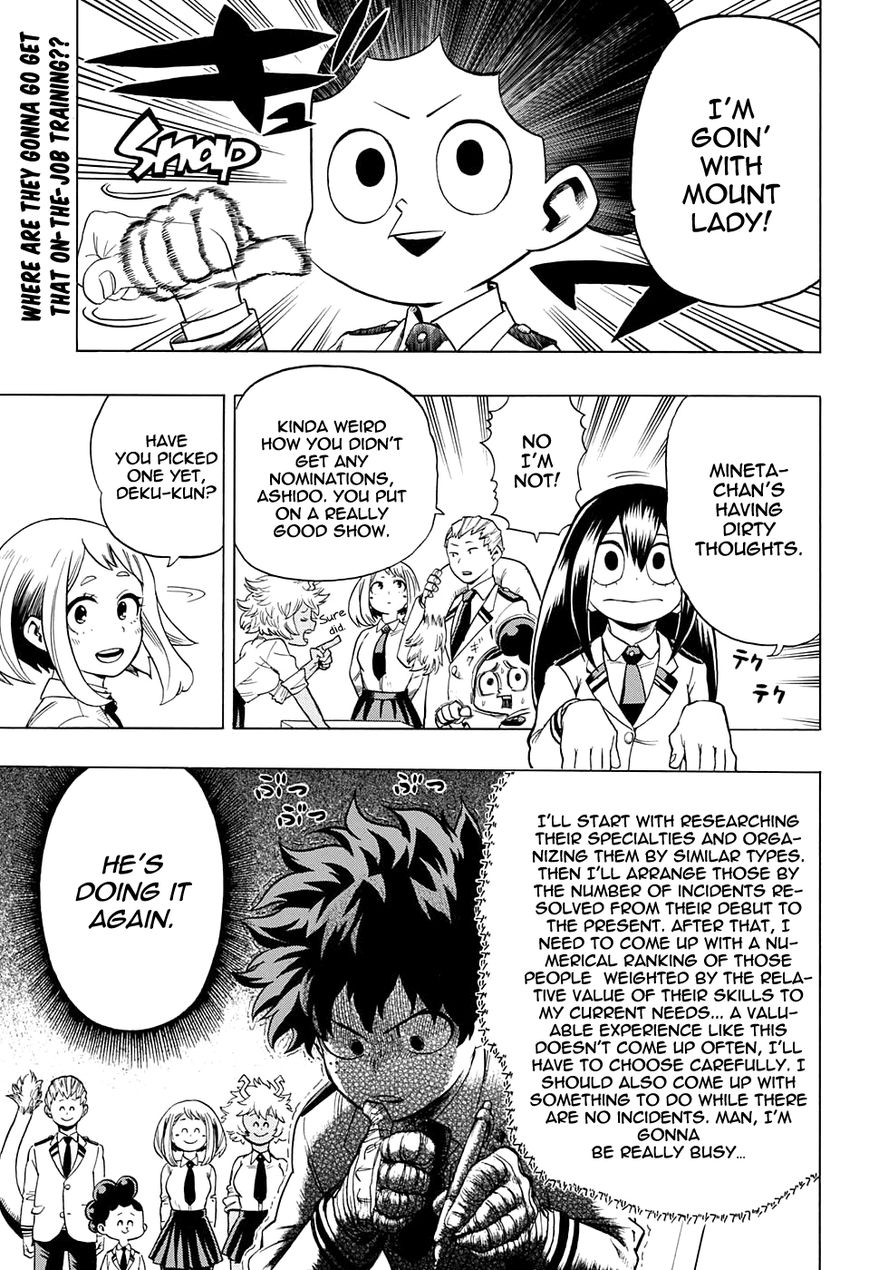 WHERE ARE THEY GONNA GO GET
THAT ON-THE-JOB TRAINING??
I'M
GOIN'
WITH
MOUNT
LADY!
SNAP
MINETA-
CHAN'S
HAVING
DIRTY
THOUGHTS.
テク
テク
NO
I'M
NOT!
KINDA WEIRD
HOW YOU DIDN'T
GET ANY
NOMINATIONS,
ASHIDO. YOU PUT
ON A REALLY
GOOD SHOW.
Sure
did.
HAVE
YOU PICKED
ONE YET,
DEKU-KUN?
I'LL START WITH RESEARCHING
THEIR SPECIALTIES AND ORGA-
NIZING THEM BY SIMILAR TYPES.
THEN I'LL ARRANGE THOSE BY
THE NUMBER OF INCIDENTS RE-
SOLVED FROM THEIR DEBUT TO
THE PRESENT. AFTER THAT, I
NEED TO COME UP WITH A NU-
MERICAL RANKING OF THOSE
PEOPLE WEIGHTED BY THE RELA-
TIVE VALUE OF THEIR SKILLS TO
MY CURRENT NEEDS... A VALU-
ABLE EXPERIENCE LIKE THIS
DOESN'T COME UP OFTEN, I'LL
HAVE TO CHOOSE CAREFULLY. I
SHOULD ALSO COME UP WITH
SOMETHING TO DO WHILE THERE
ARE NO INCIDENTS. MAN, I'M
GONNA
BE REALLY BUSY...
ぶつ
ぶつ
ぶつ
HE'S
DOING IT
AGAIN.